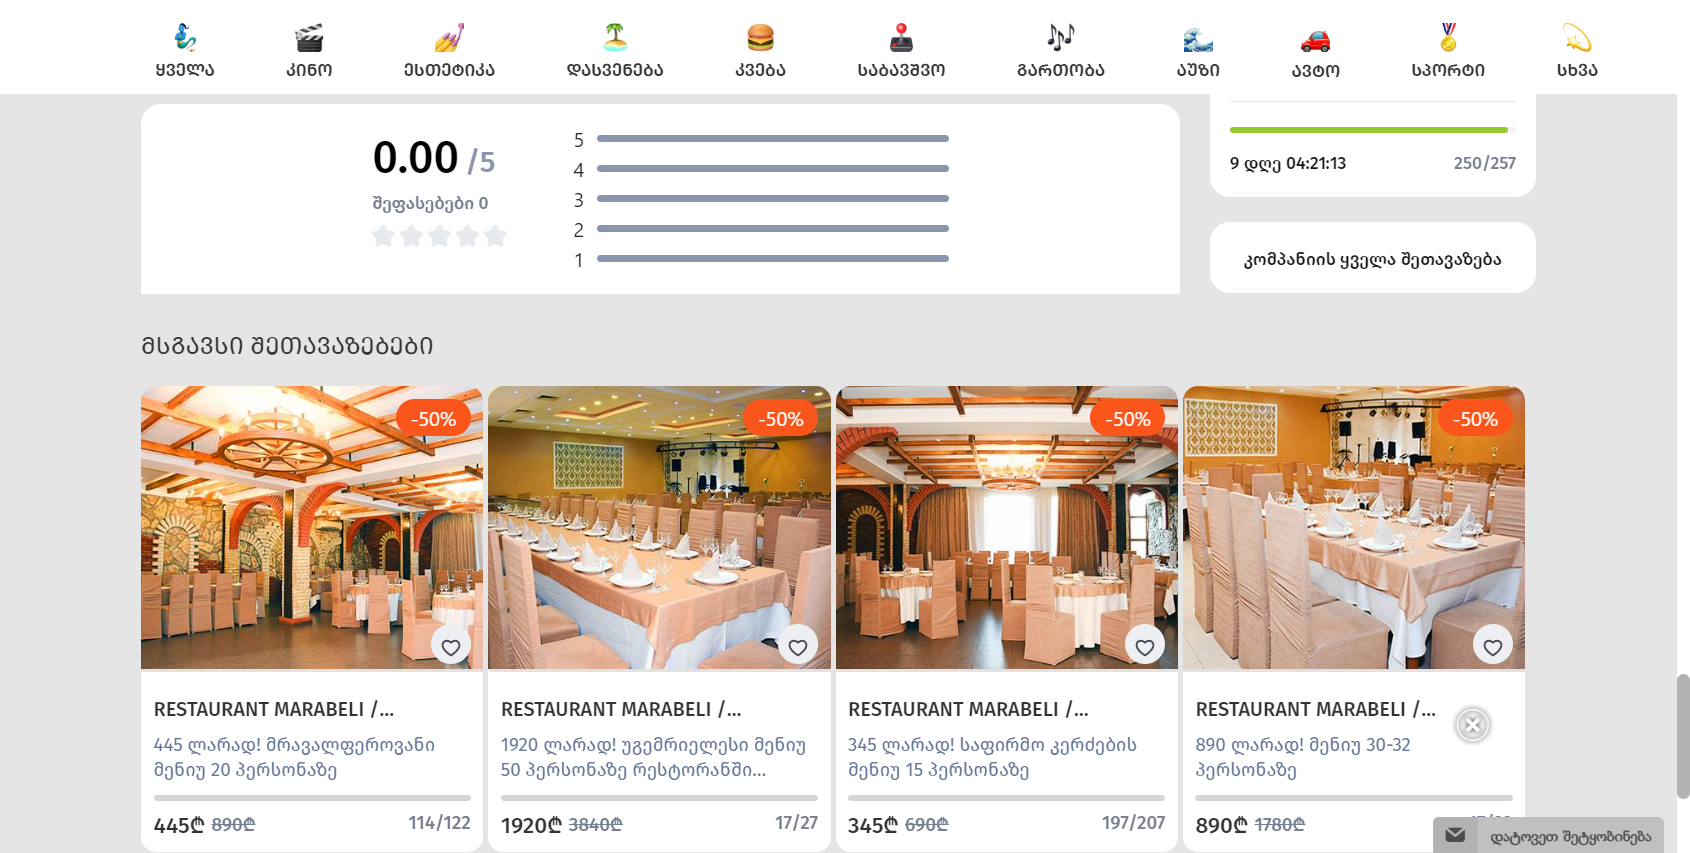 ყველა
კინო
ესთეტიკა
დასვენება
კვება
საბავშვო
გართობა
აუზი
ავტო
სპორტი
სხვა
0.00 /5
შეფასებები 0
5
4
3
2
1
9 დღე 04:21:13 250/257
კომპანიის ყველა შეთავაზება
მსგავსი შეთავაზებები
-50%
RESTAURANT MARABELI /...
445 ლარად! მრავალფეროვანი
მენიუ 20 პერსონაზე
445₾ 890₾ 114/122
-50%
RESTAURANT MARABELI /...
1920 ლარად! უგემრიელესი მენიუ
50 პერსონაზე რესტორანში...
1920₾ 3840₾ 17/27
-50%
RESTAURANT MARABELI /...
345 ლარად! საფირმო კერძების
მენიუ 15 პერსონაზე
345₾ 690₾ 197/207
-50%
RESTAURANT MARABELI /...
890 ლარად! მენიუ 30-32
პერსონაზე
890₾ 1780₾
დატოვეთ შეტყობინება